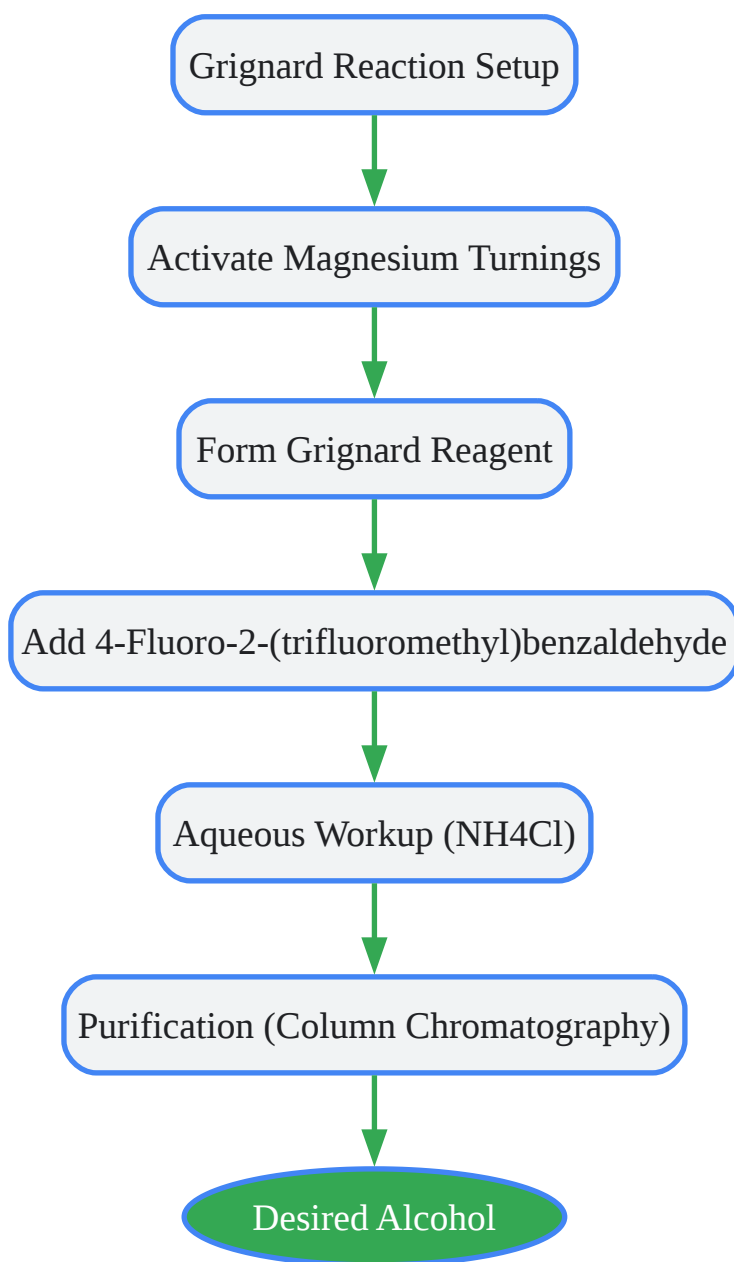 Grignard Reaction Setup
Activate Magnesium Turnings
Form Grignard Reagent
Add 4-Fluoro-2-(trifluoromethyl)benzaldehyde
Aqueous Workup (NH4Cl)
Purification (Column Chromatography)
Desired Alcohol